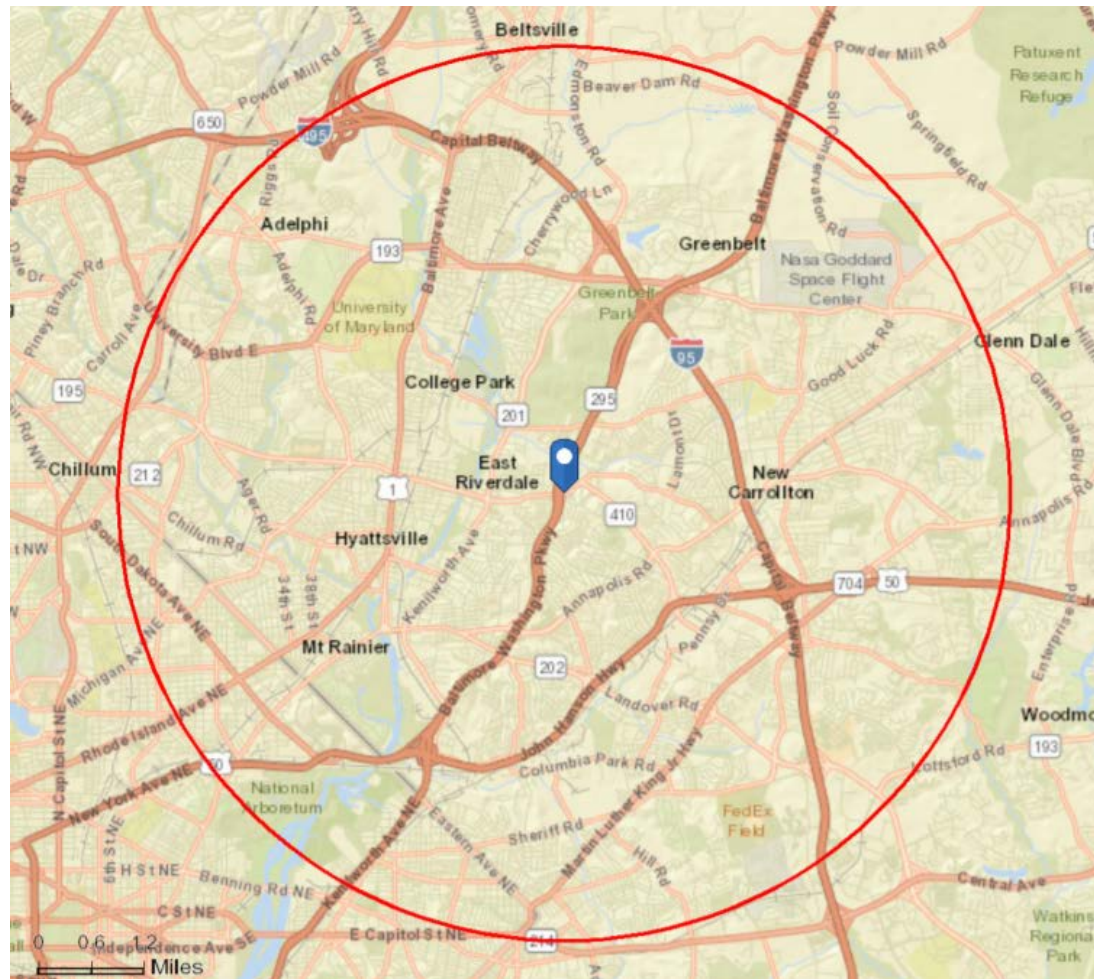 Beltsville
Powder Mill Rd
Powder Mill Rd
Edmonston Rd
Beaver Dam Rd
Baltimore Washington Pkwy
Soil Conservation Rd
Springfield Rd
Patuxent
Research
Refuge
650
495
Capital Beltway
Riggs Rd
Cherrywood Ln
Baltimore Ave
Adelphi
193
Greenbelt
Nasa Goddard
Space Flight
Center
Dale Dr
Piney Branch Rd
Adelphi Rd
University
of Maryland
Greenbelt
Park
Carroll Ave
University Blvd E
95
Good Luck Rd
Glenn Dale
Glenn Dale Blvd
195
College Park
201
295
Lamont Dr
Chillum
212
East
Riverdale
New
Carrollton
1
410
Ager Rd
Chillum Rd
Hyattsville
Annapolis Rd
South Dakota Ave NE
34th St
38th St
Kenilworth Ave
Baltimore Washington Pkwy
Annapolis Rd
Capital Beltway
704
50
Michigan Ave NE
Mt Rainier
202
Pennsy Dr
Enterprise Rd
Landover Rd
John Hanson Hwy
Rhode Island Ave NE
Woodmo
193
Lottsford Rd
50
N Capitol St NE
New York Ave NE
National
Arboretum
Columbia Park Rd
Martin Luther King Jr Hwy
FedEx
Field
Sheriff Rd
Hill Rd
Eastern Ave NE
Kenilworth Ave NE
6th St NE
H St NE
Benning Rd NE
Central Ave
C St NE
E Capitol St NE
214
Independence Ave SE
Watkins
Regional
Park
0 0.6 1.2
Miles